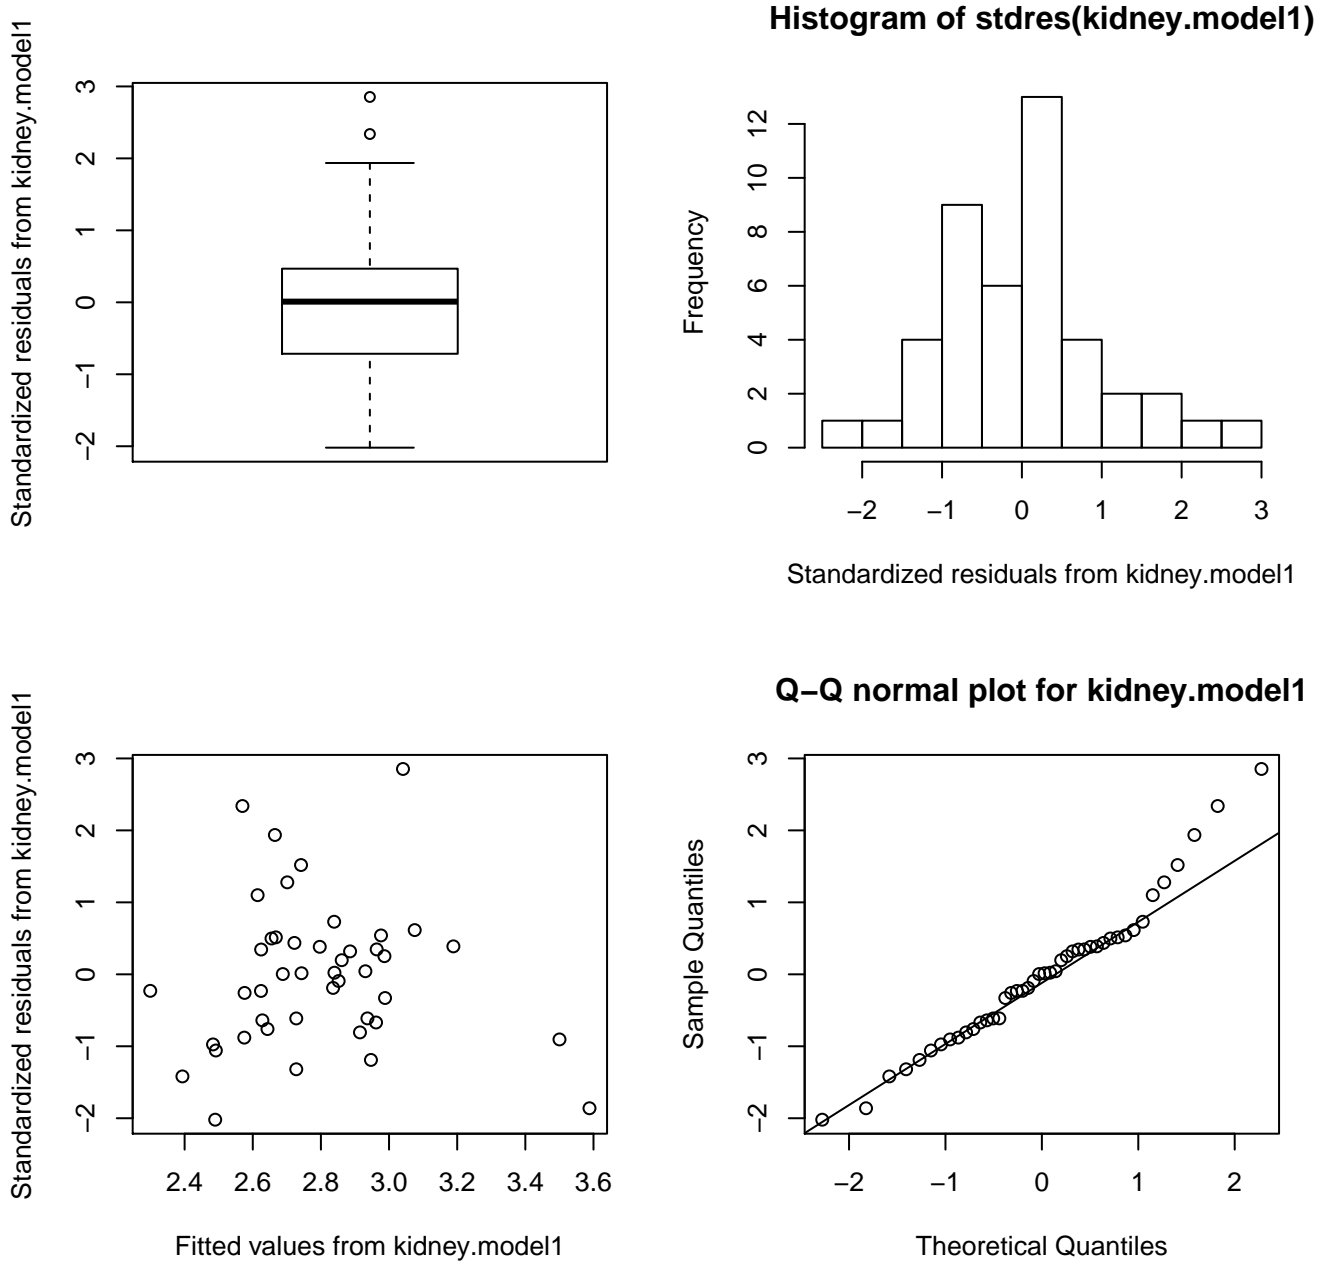 Standardized residuals from kidney.model1
3
2
1
0
−1
−2
Histogram of stdres(kidney.model1)
Frequency
12
10
8
6
4
2
0
−2 −1 0 1 2 3
Standardized residuals from kidney.model1
Standardized residuals from kidney.model1
3
2
1
0
−1
−2
2.4 2.6 2.8 3.0 3.2 3.4 3.6
Fitted values from kidney.model1
Q−Q normal plot for kidney.model1
Sample Quantiles
3
2
1
0
−1
−2
−2 −1 0 1 2
Theoretical Quantiles